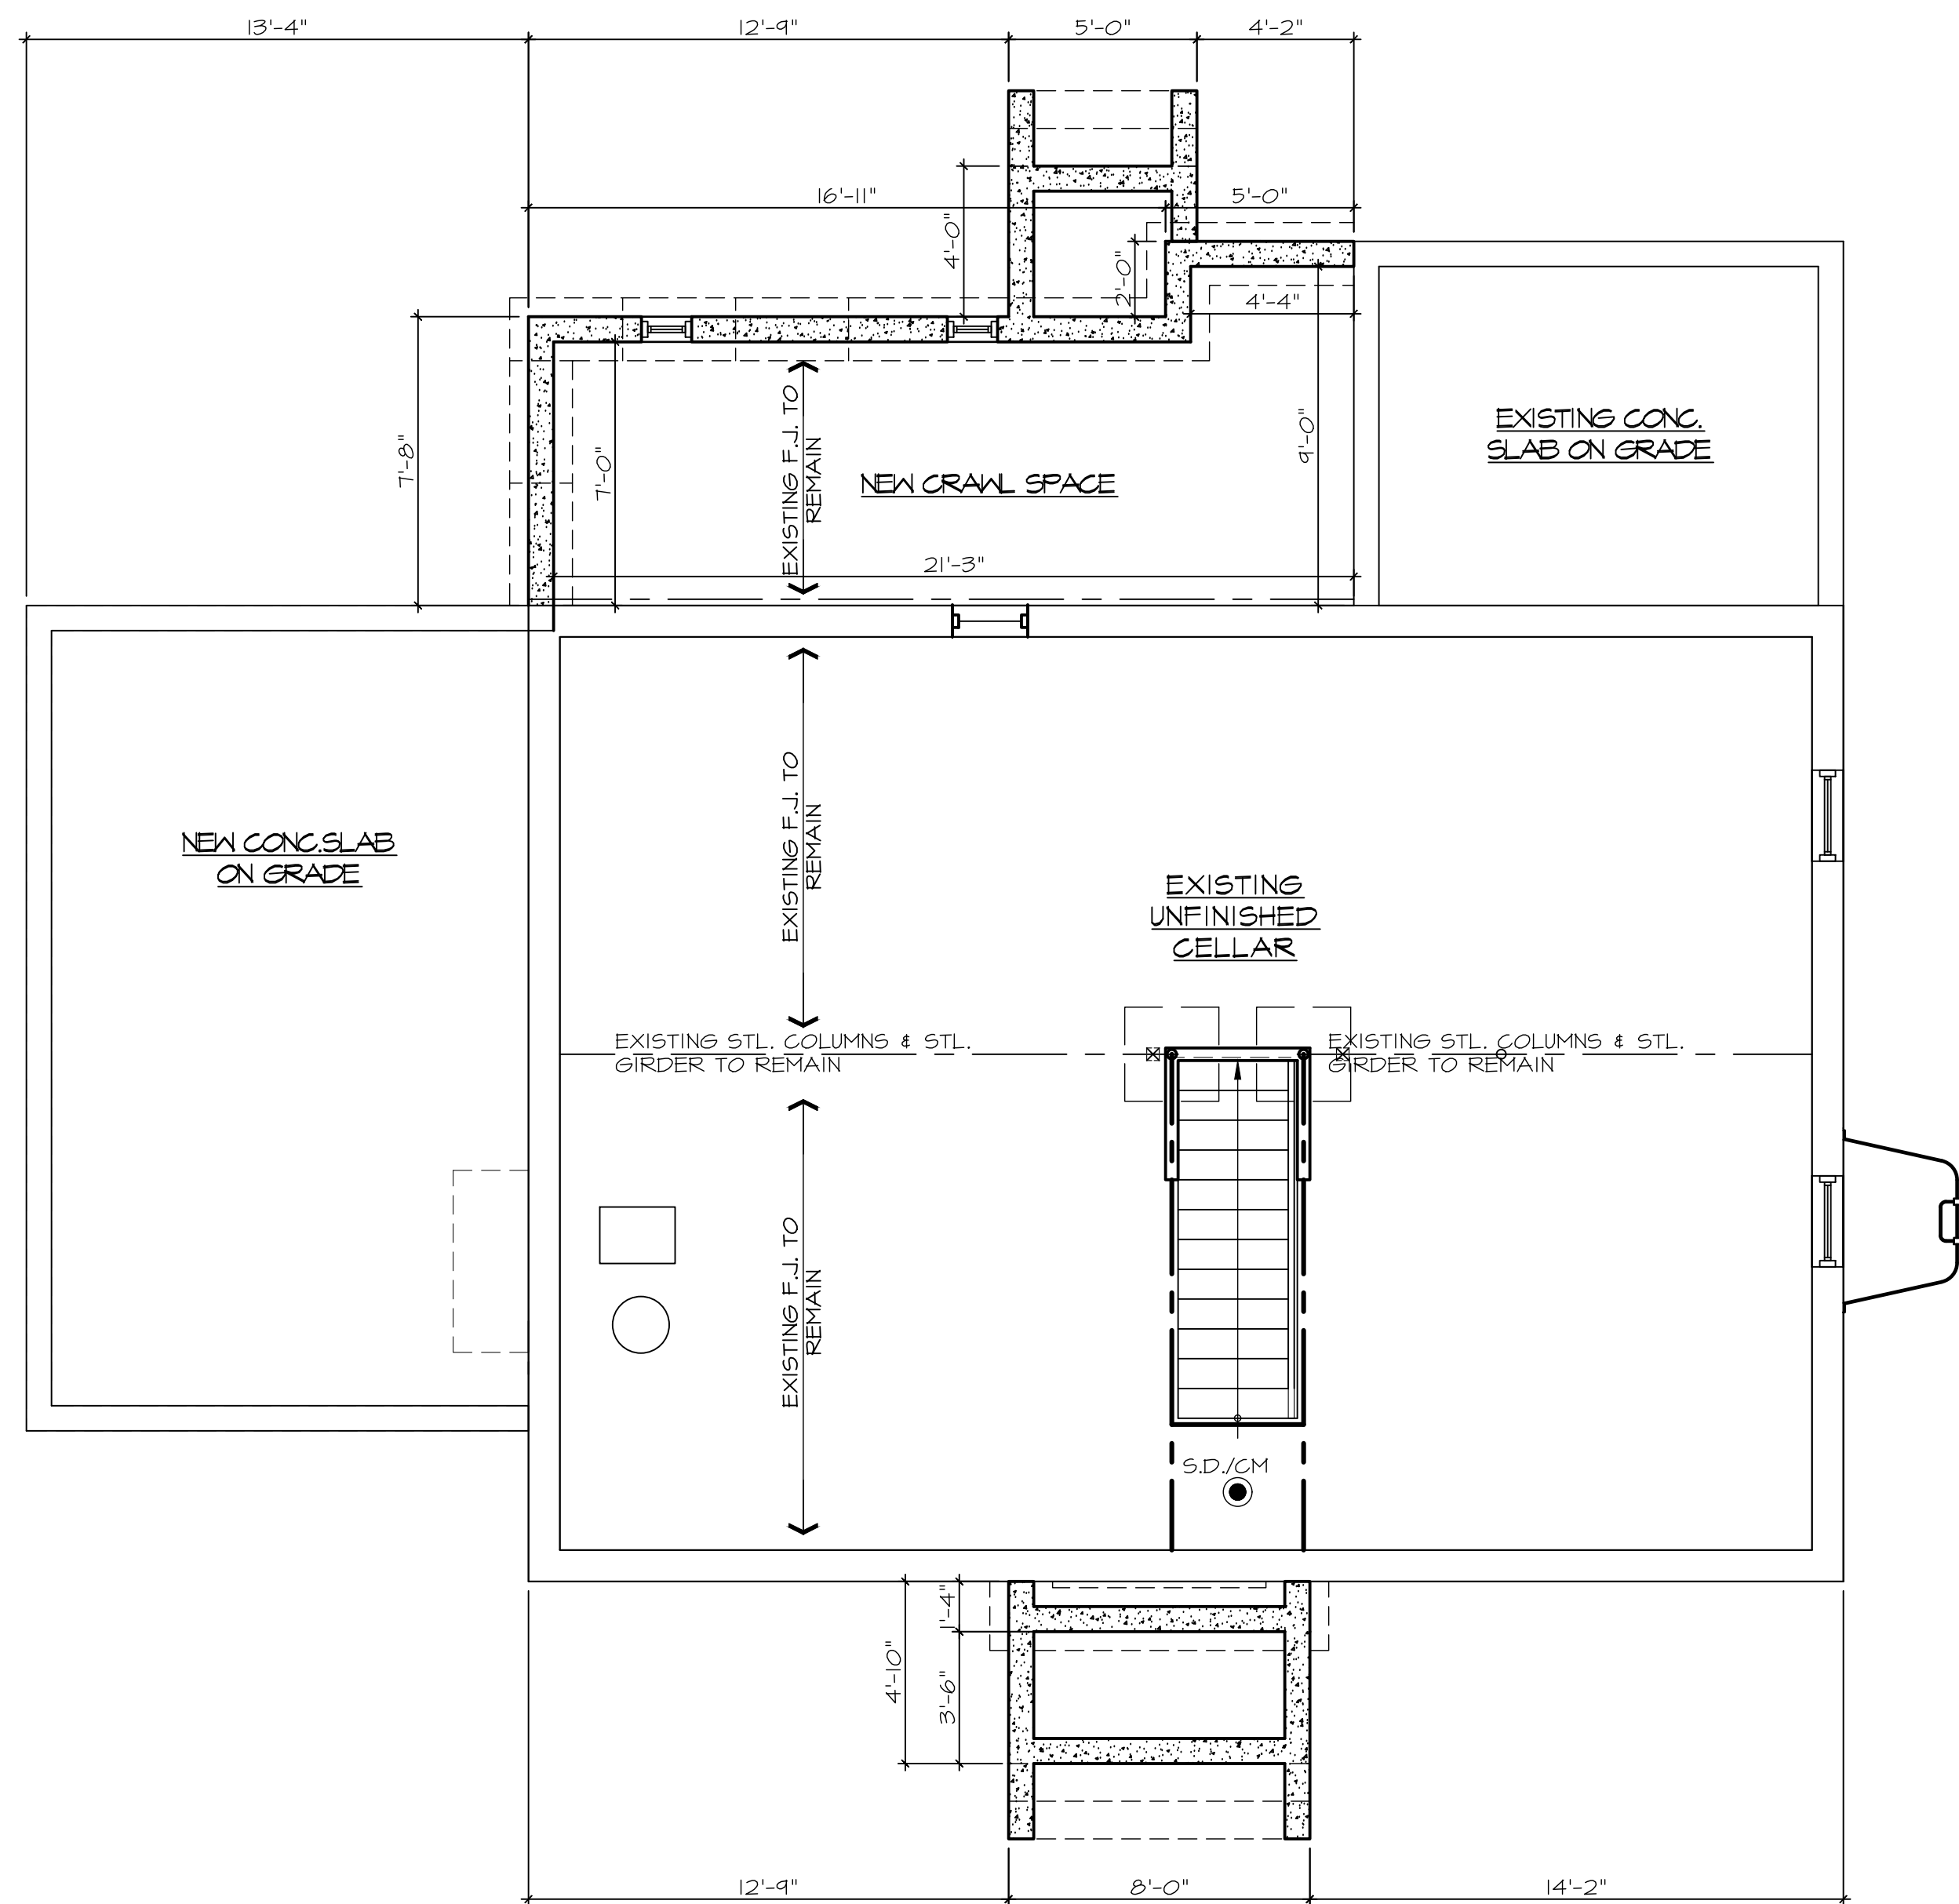 13'-4"
12'-9"
5'-0"
4'-2"
16'-11"
5'-0"
4'-0"
2'-0"
4'-4"
7'-8"
7'-0"
EXISTING F.J. TO
REMAIN
NEW CRAWL SPACE
9'-0"
EXISTING CONC.
SLAB ON GRADE
21'-3"
NEW CONC.SLAB
ON GRADE
EXISTING F.J. TO
REMAIN
EXISTING
UNFINISHED
CELLAR
EXISTING STL. COLUMNS & STL.
GIRDER TO REMAIN
EXISTING STL. COLUMNS & STL.
GIRDER TO REMAIN
EXISTING F.J. TO
REMAIN
S.D./CM
1'-4"
4'-10"
3'-6"
12'-9"
8'-0"
14'-2"